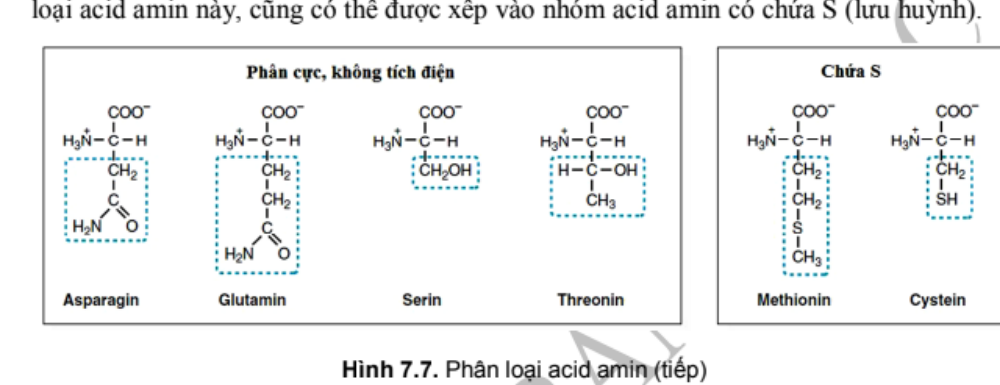 loại acid amin này, cũng có thể được xếp vào nhóm acid amin có chứa S (lưu huỳnh).
Phân cực, không tích điện
COO⁻ COO⁻ COO⁻ COO⁻
H₃N⁺–C–H H₃N⁺–C–H H₃N⁺–C–H H₃N⁺–C–H
CH₂ CH₂ CH₂OH H–C–OH
C CH₂ CH₃
H₂N O C
H₂N O
Asparagin Glutamin Serin Threonin
Chứa S
COO⁻ COO⁻
H₃N⁺–C–H H₃N⁺–C–H
CH₂ CH₂
CH₂ SH
S
CH₃
Methionin Cystein
Hình 7.7. Phân loại acid amin (tiếp)